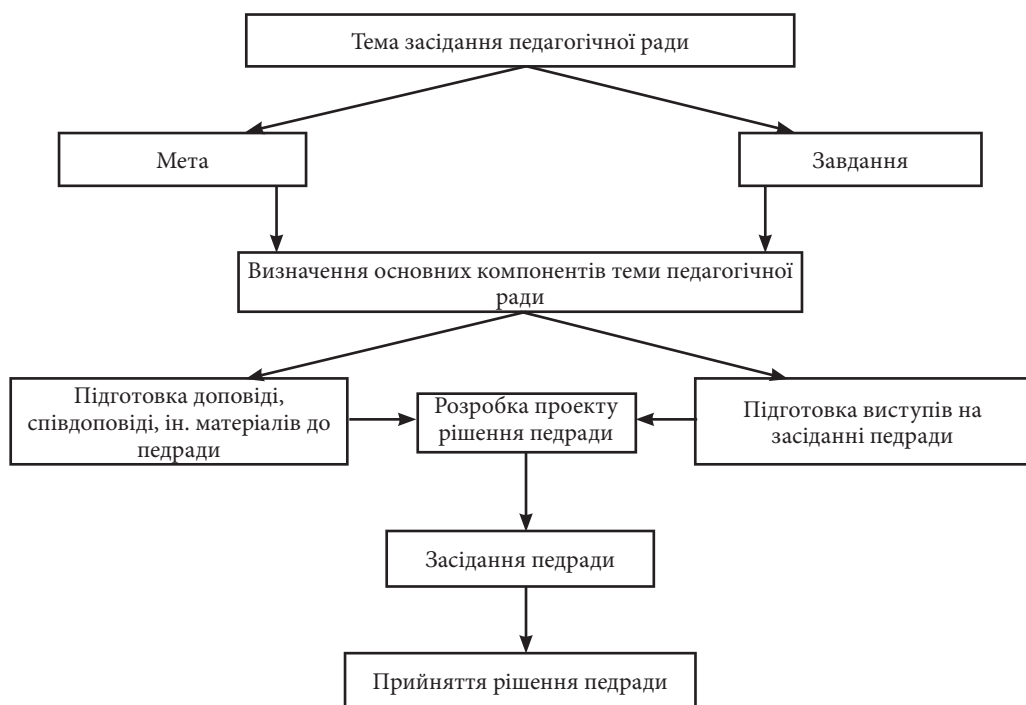 Тема засідання педагогічної ради
Мета
Завдання
Визначення основних компонентів теми педагогічної
ради
Підготовка доповіді,
співдоповіді, ін. матеріалів до
педради
Розробка проекту
рішення педради
Підготовка виступів на
засіданні педради
Засідання педради
Прийняття рішення педради